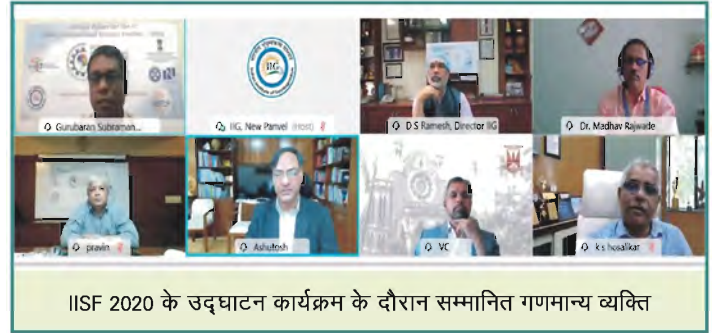 Gurubaran Subraman...
IIG
IIG, New Panvel (Host)
D S Ramesh, Director IIG
Dr. Madhav Rajwade
pravin
Ashutosh
VC
k s hosalikar
IISF 2020 के उद्घाटन कार्यक्रम के दौरान सम्मानित गणमान्य व्यक्ति